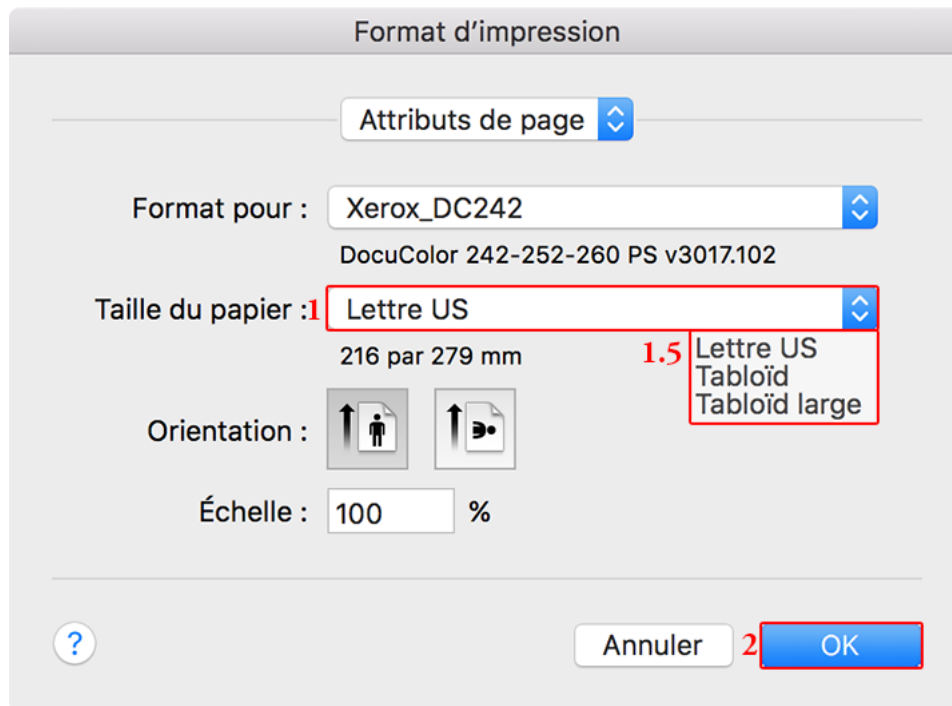 Format d’impression
Attributs de page
Format pour : Xerox_DC242
DocuColor 242-252-260 PS v3017.102
Taille du papier :1 Lettre US
216 par 279 mm 1.5 Lettre US
Tabloïd
Tabloïd large
Orientation :
Échelle : 100 %
? Annuler 2 OK